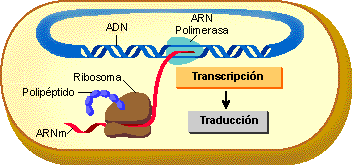 ADN
ARN
Polimerasa
Ribosoma
Transcripción
Polipéptido
Traducción
ARNm